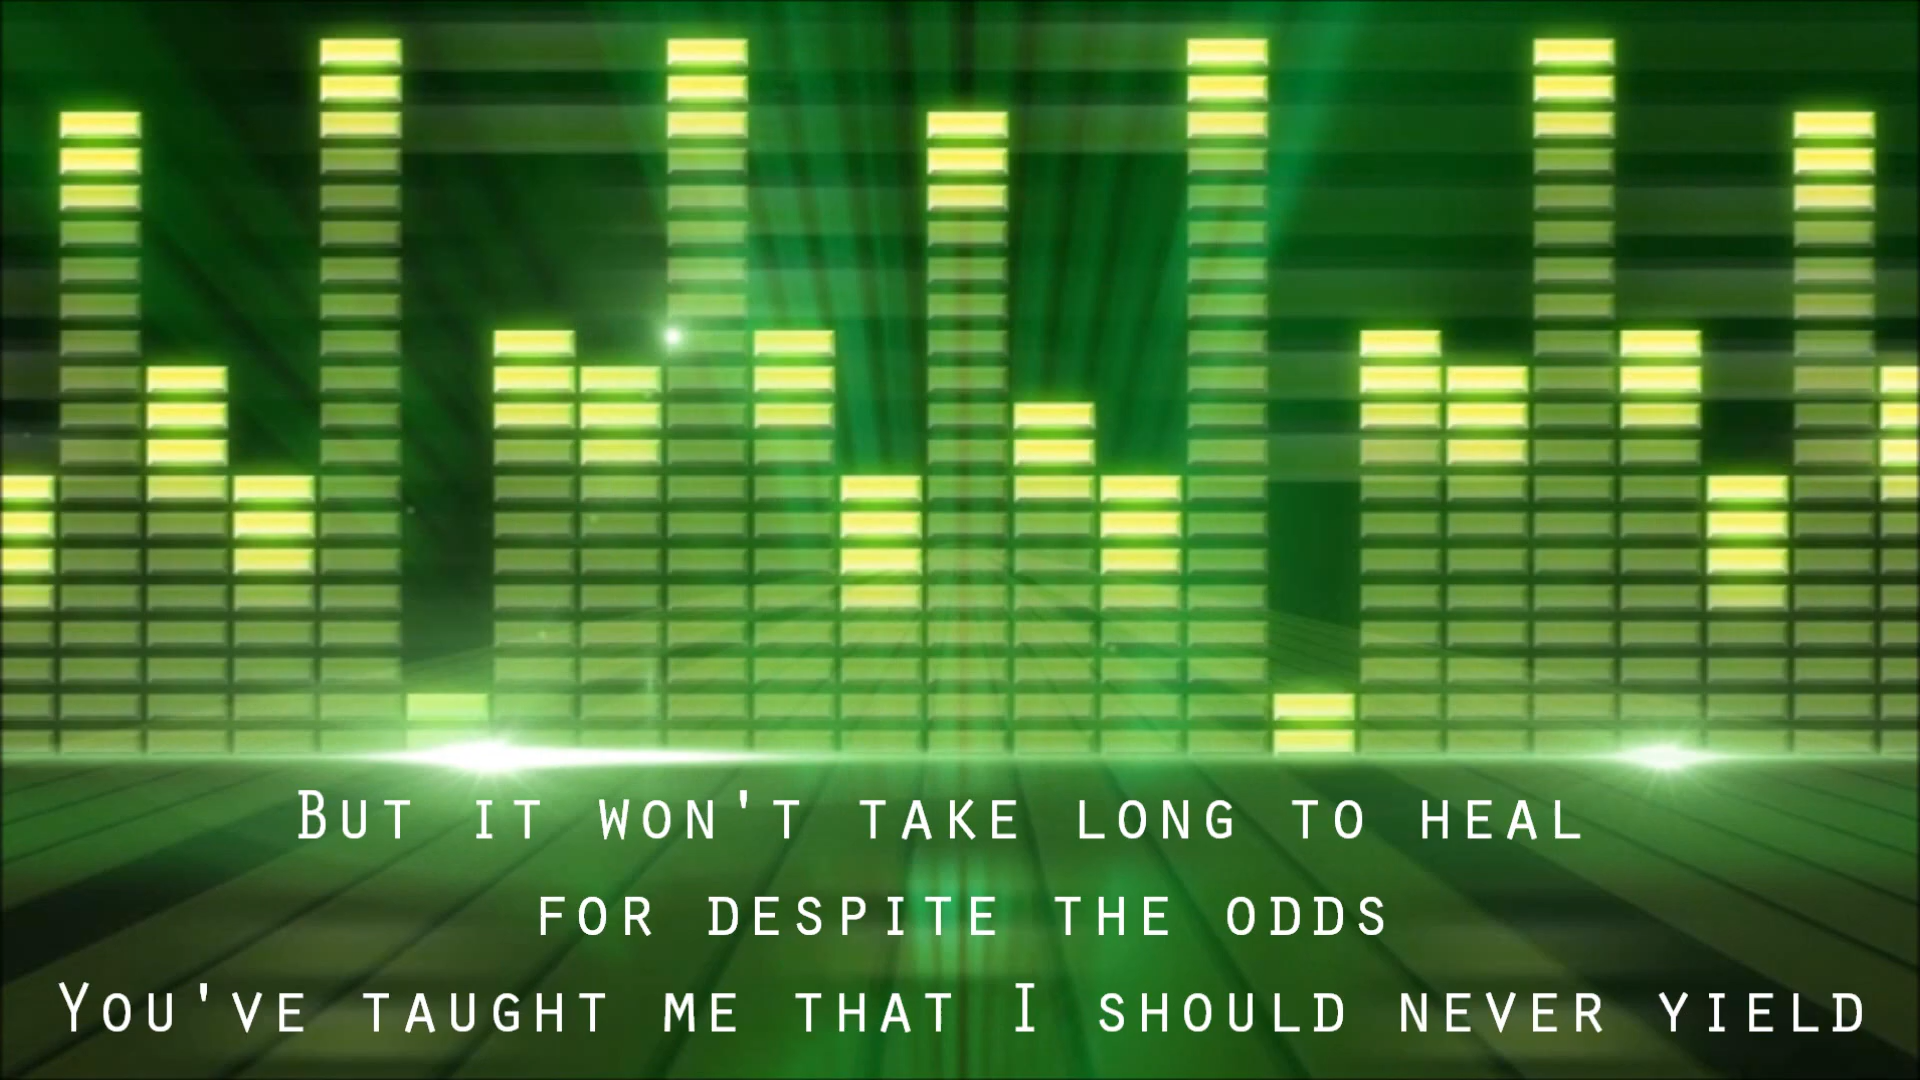 But it won't take long to heal
for despite the odds
You've taught me that I should never yield